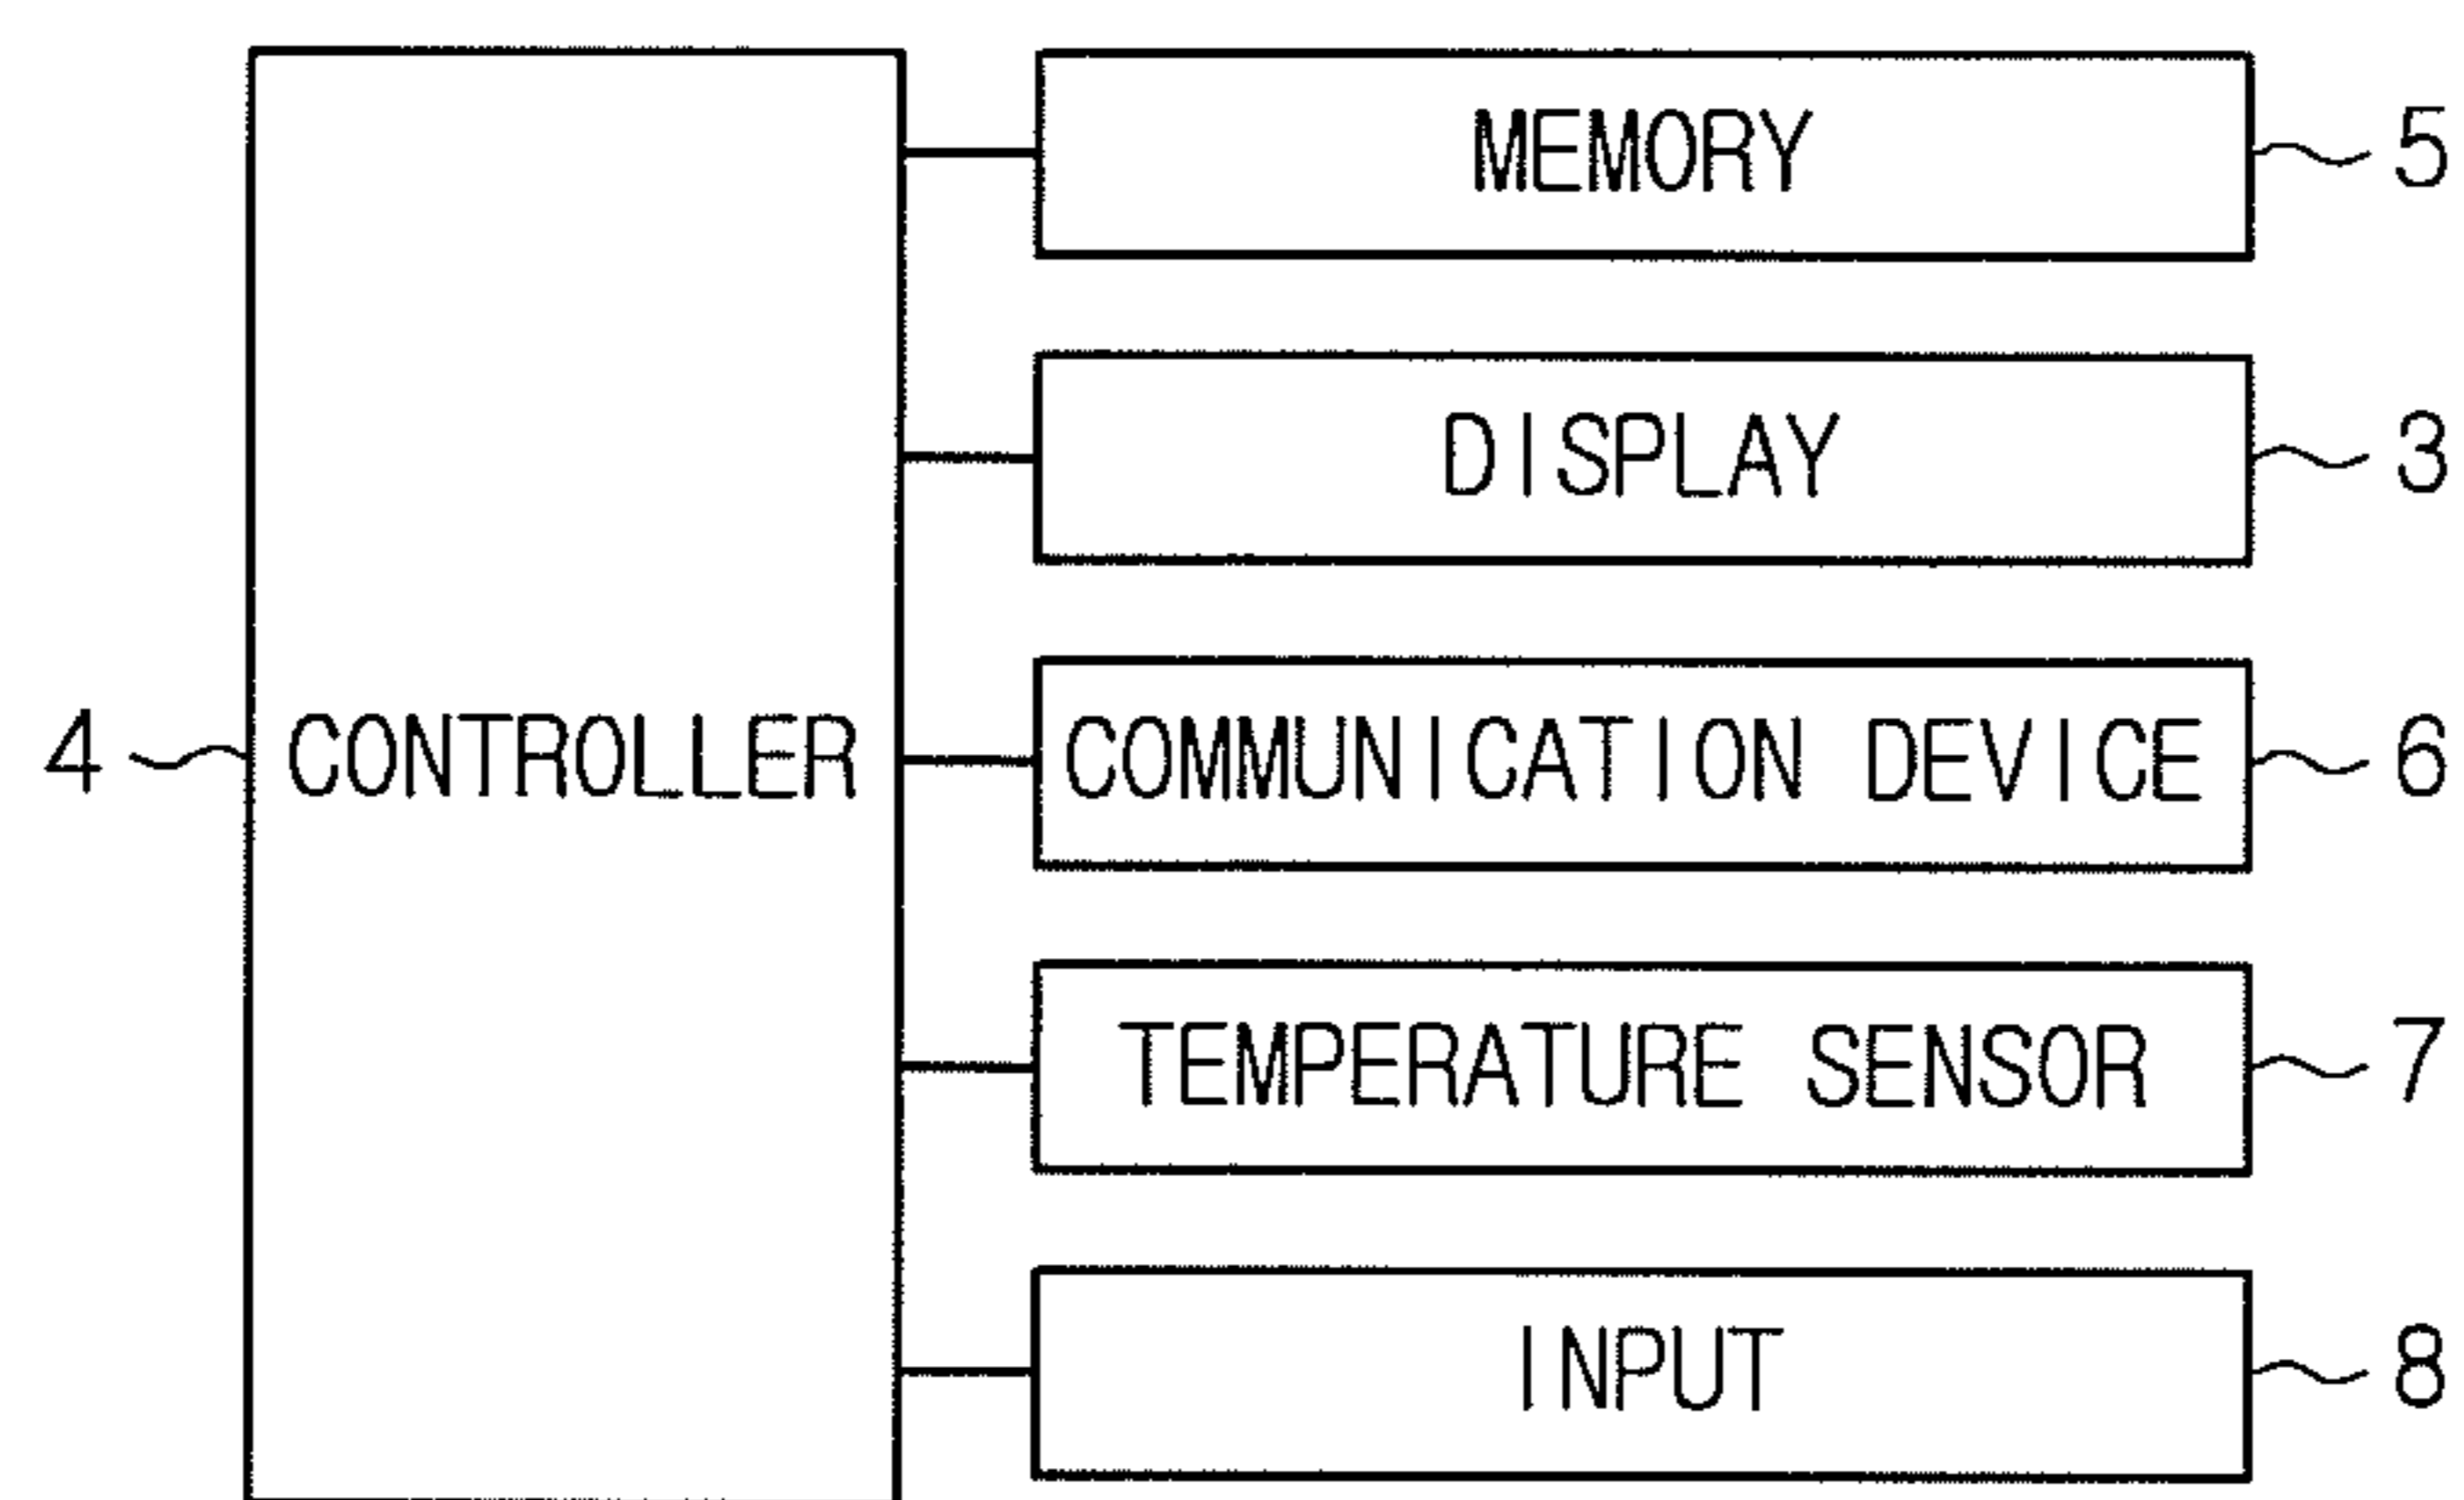 MEMORY 5
DISPLAY 3
4 CONTROLLER COMMUNICATION DEVICE 6
TEMPERATURE SENSOR 7
INPUT 8